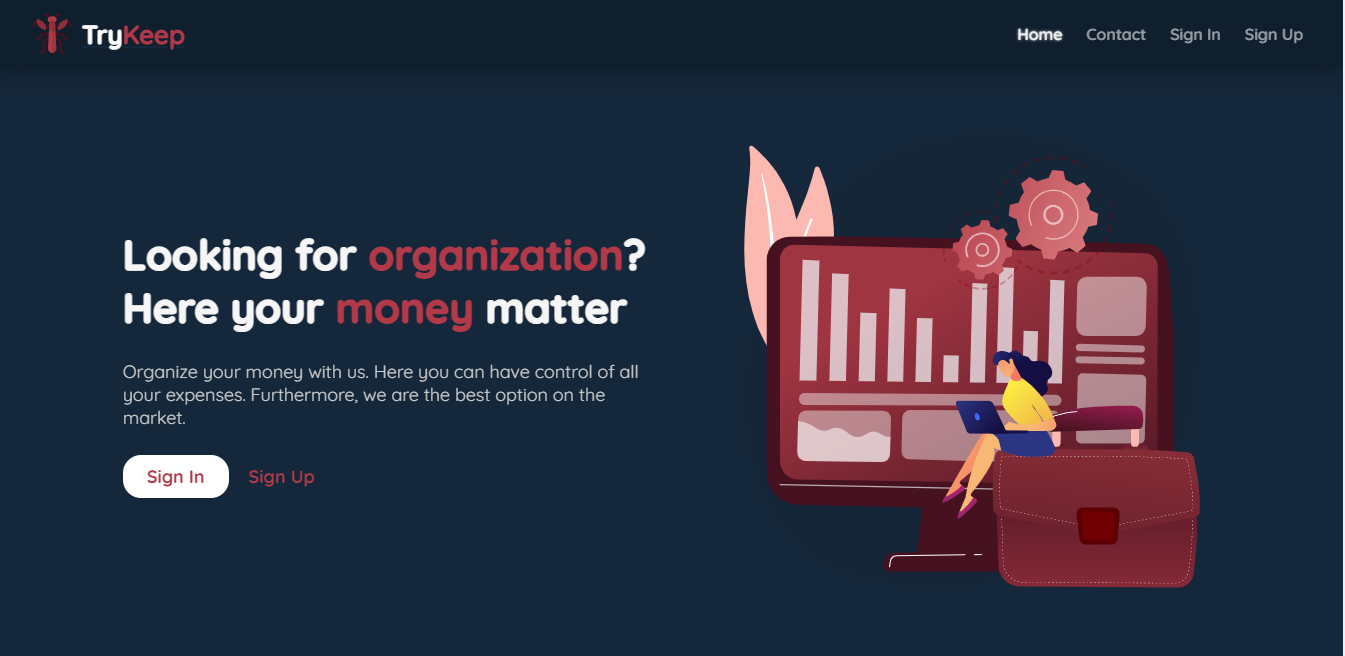 TryKeep
Home
Contact
Sign In
Sign Up
Looking for organization?
Here your money matter
Organize your money with us. Here you can have control of all
your expenses. Furthermore, we are the best option on the
market.
Sign In
Sign Up